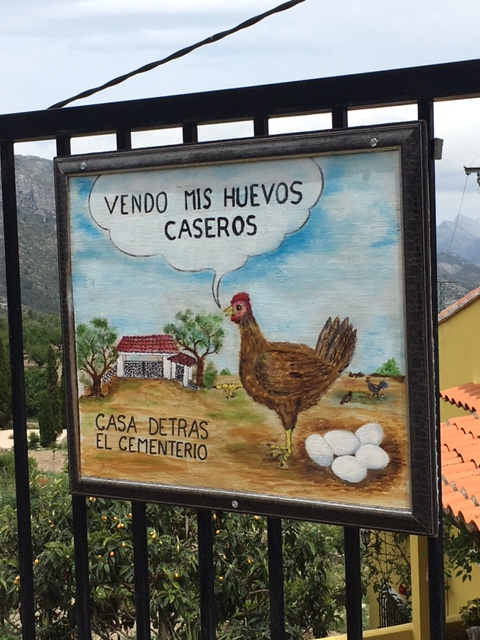 VENDO MIS HUEVOS
CASEROS
CASA DETRAS
EL CEMENTERIO